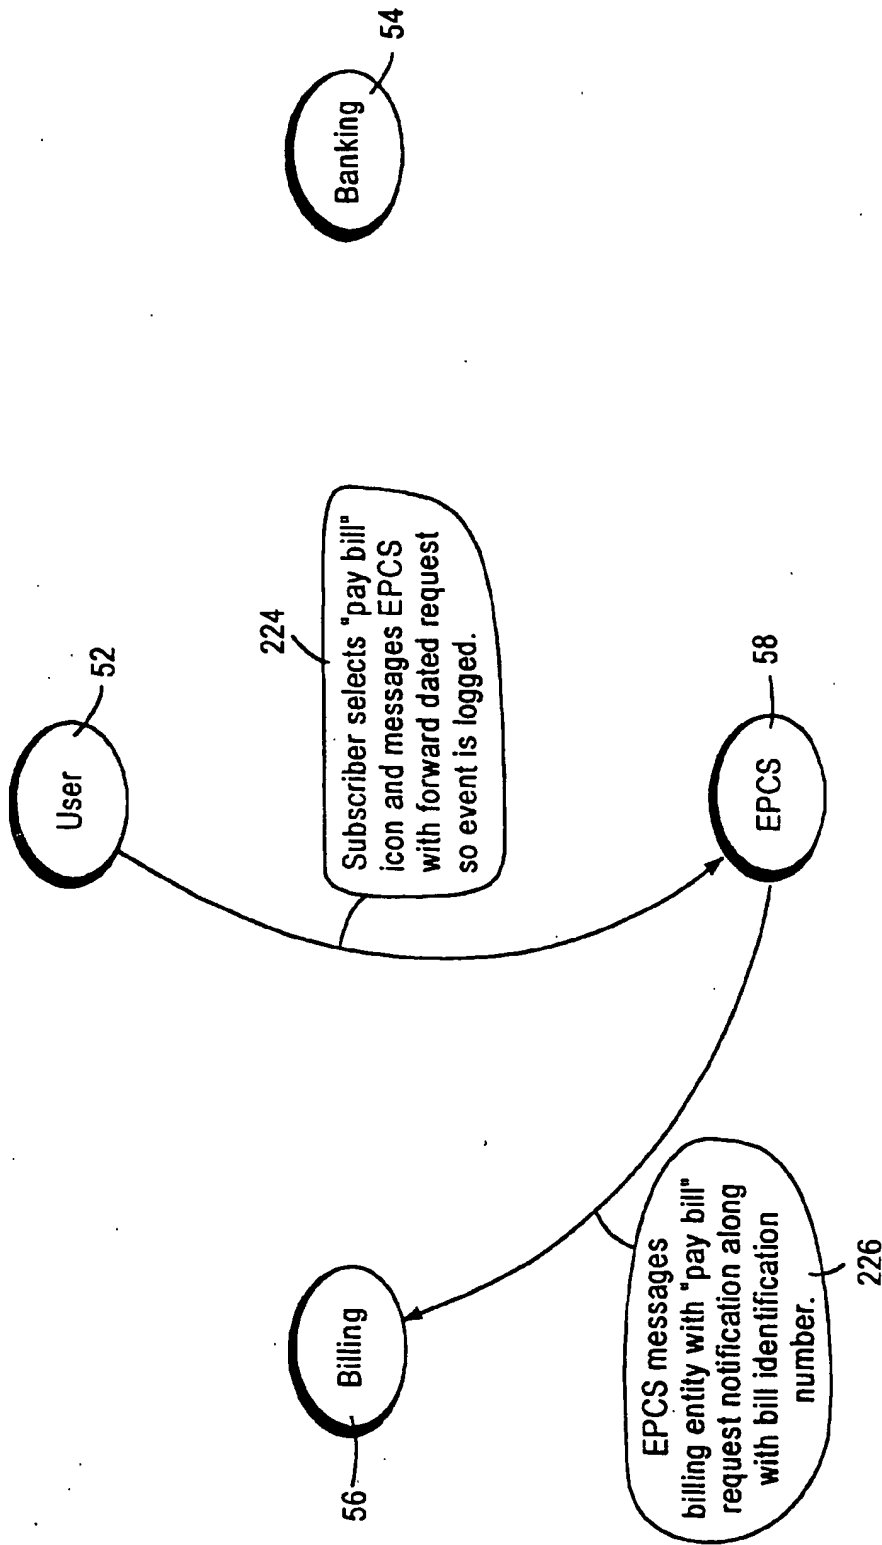 User
52
Subscriber selects "pay bill"
icon and messages EPCS
with forward dated request
so event is logged.
224
Billing
56
Banking
54
EPCS messages
billing entity with "pay bill"
request notification along
with bill identification
number.
226
EPCS
58